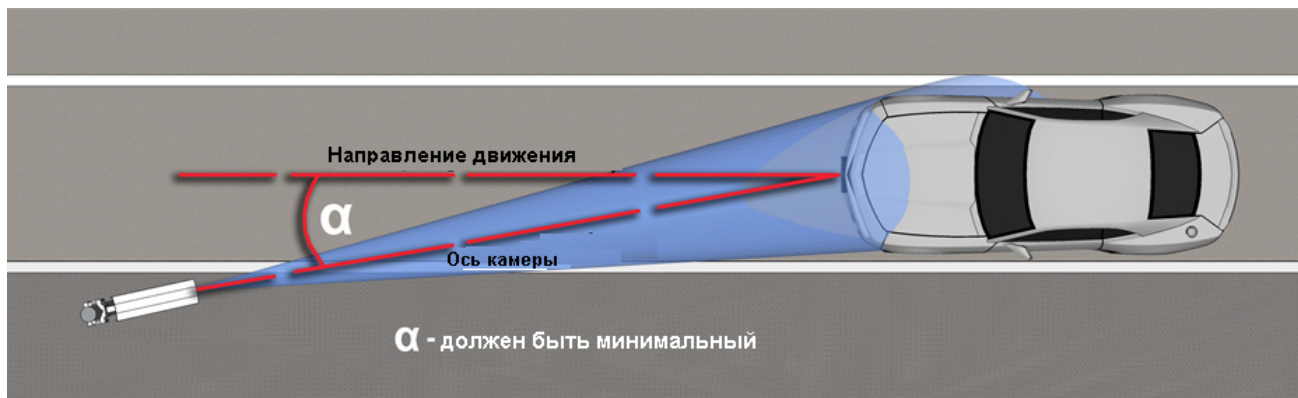 Направление движения
α
Ось камеры
α - должен быть минимальный